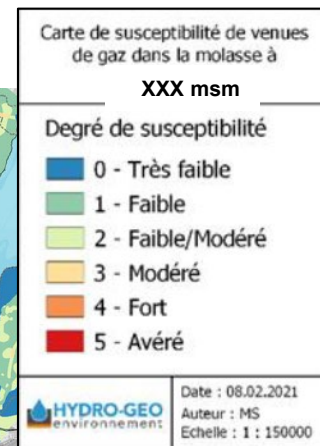 Carte de susceptibilité de venues
de gaz dans la molasse à
XXX msm
Degré de susceptibilité
0 - Très faible
1 - Faible
2 - Faible/Modéré
3 - Modéré
4 - Fort
5 - Avéré
HYDRO-GEO
environnement
Date : 08.02.2021
Auteur : MS
Echelle : 1 : 150000